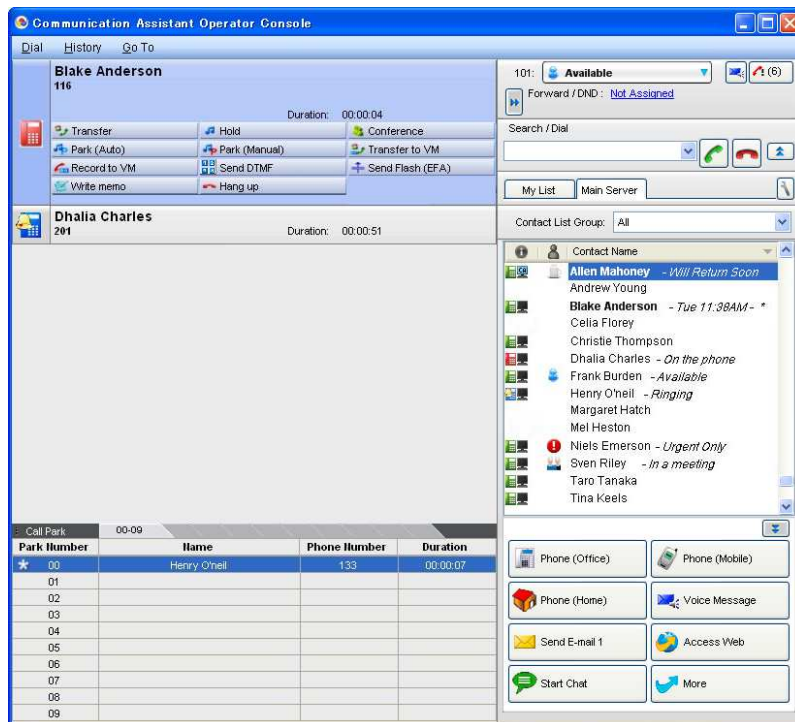 Communication Assistant Operator Console
Dial History Go To
Blake Anderson
116
Duration: 00:00:04
Transfer Hold Conference
Park (Auto) Park (Manual) Transfer to VM
Record to VM Send DTMF Send Flash (EFA)
Write memo Hang up
Dhalia Charles
201 Duration: 00:00:51
Call Park 00-09
Park Number Name Phone Number Duration
00 Henry O'neil 133 00:00:07
01
02
03
04
05
06
07
08
09
101: Available (6)
Forward / DND : Not Assigned
Search / Dial
My List Main Server
Contact List Group: All
Contact Name
Allen Mahoney - Will Return Soon
Andrew Young
Blake Anderson - Tue 11:38AM - *
Celia Florey
Christie Thompson
Dhalia Charles - On the phone
Frank Burden - Available
Henry O'neil - Ringing
Margaret Hatch
Mel Heston
Niels Emerson - Urgent Only
Sven Riley - In a meeting
Taro Tanaka
Tina Keels
Phone (Office) Phone (Mobile)
Phone (Home) Voice Message
Send E-mail 1 Access Web
Start Chat More